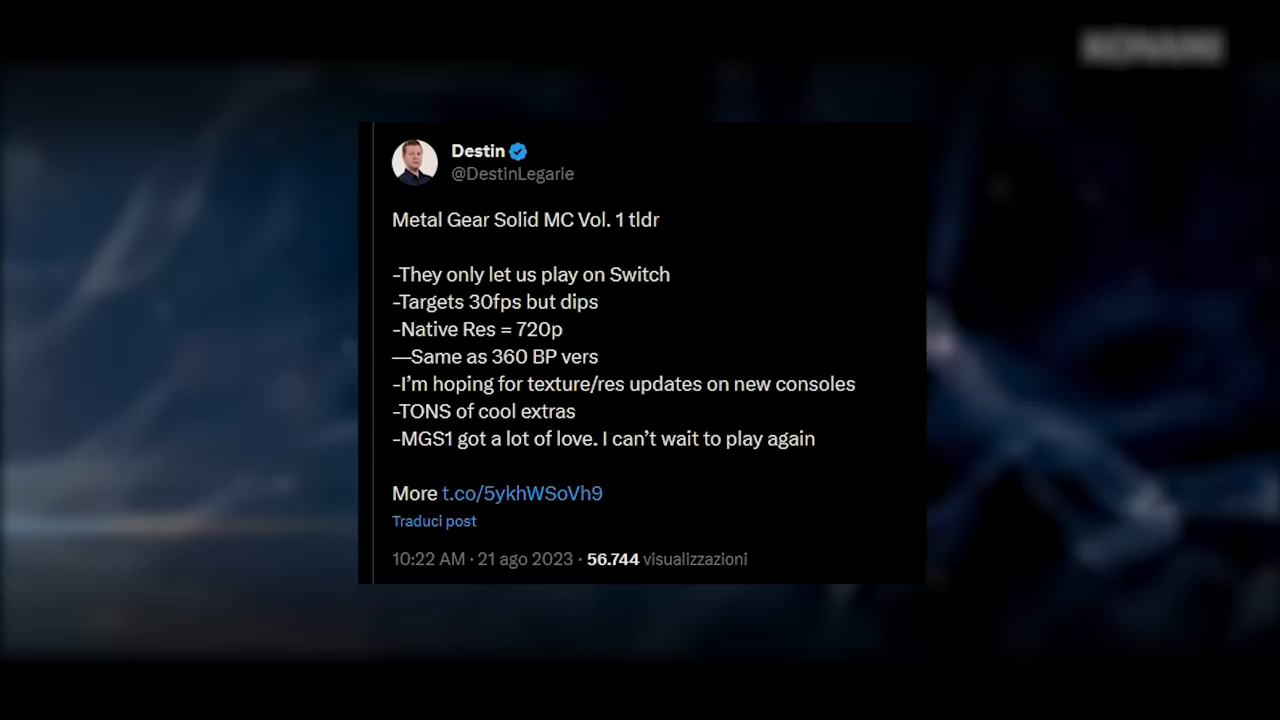 KONAMI
Destin
@DestinLegarie
Metal Gear Solid MC Vol. 1 tldr
-They only let us play on Switch
-Targets 30fps but dips
-Native Res = 720p
—Same as 360 BP vers
-I'm hoping for texture/res updates on new consoles
-TONS of cool extras
-MGS1 got a lot of love. I can't wait to play again
More t.co/5ykhWSoVh9
Traduci post
10:22 AM · 21 ago 2023 · 56.744 visualizzazioni